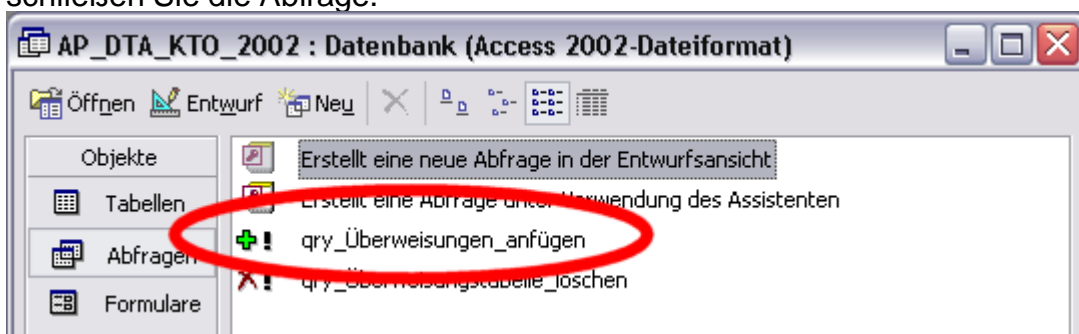 schließen Sie die Abfrage.
AP_DTA_KTO_2002 : Datenbank (Access 2002-Dateiformat)
Öffnen Entwurf Neu
Objekte
Erstellt eine neue Abfrage in der Entwurfsansicht
Tabellen
Erstellt eine Abfrage unter Verwendung des Assistenten
Abfragen
qry_Überweisungen_anfügen
qry_Überweisungstabelle_löschen
Formulare